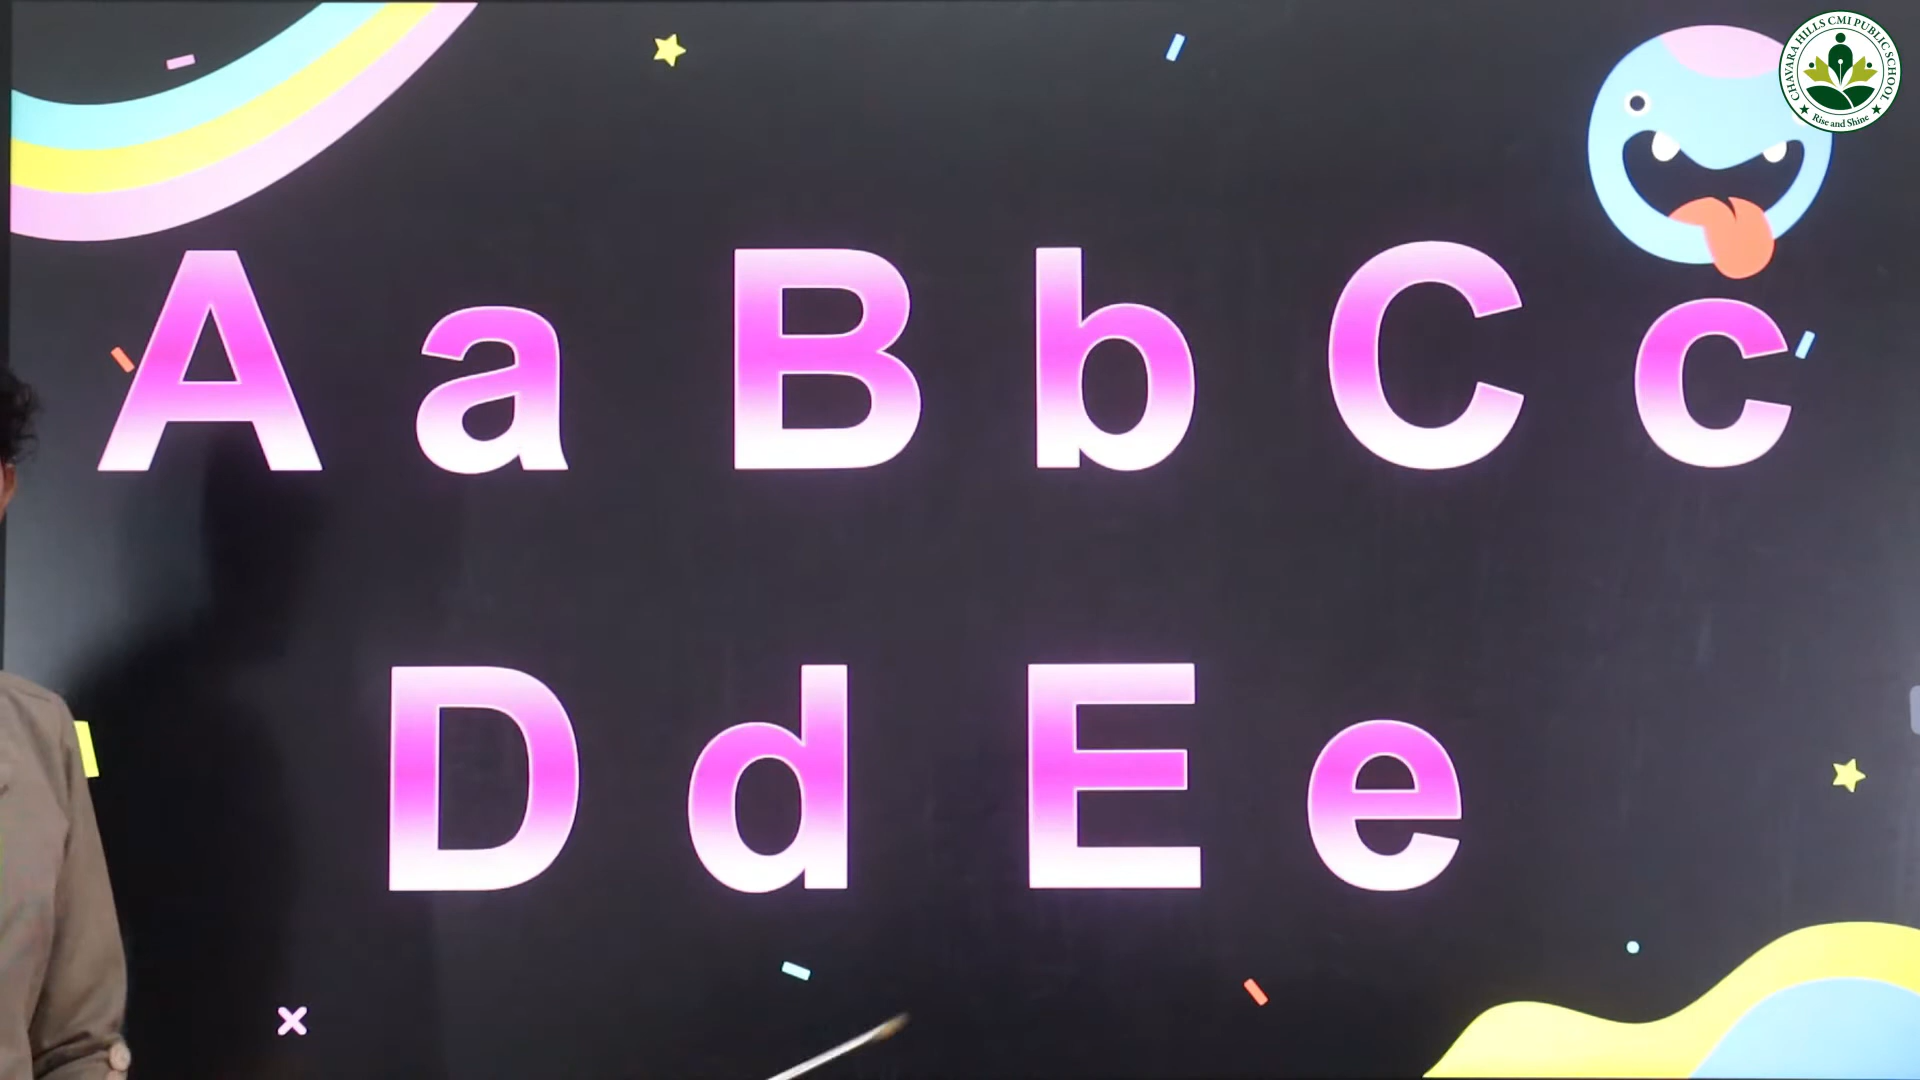 CHAVARA HILLS CMI PUBLIC SCHOOL
Rise and Shine
A a B b C c
D d E e